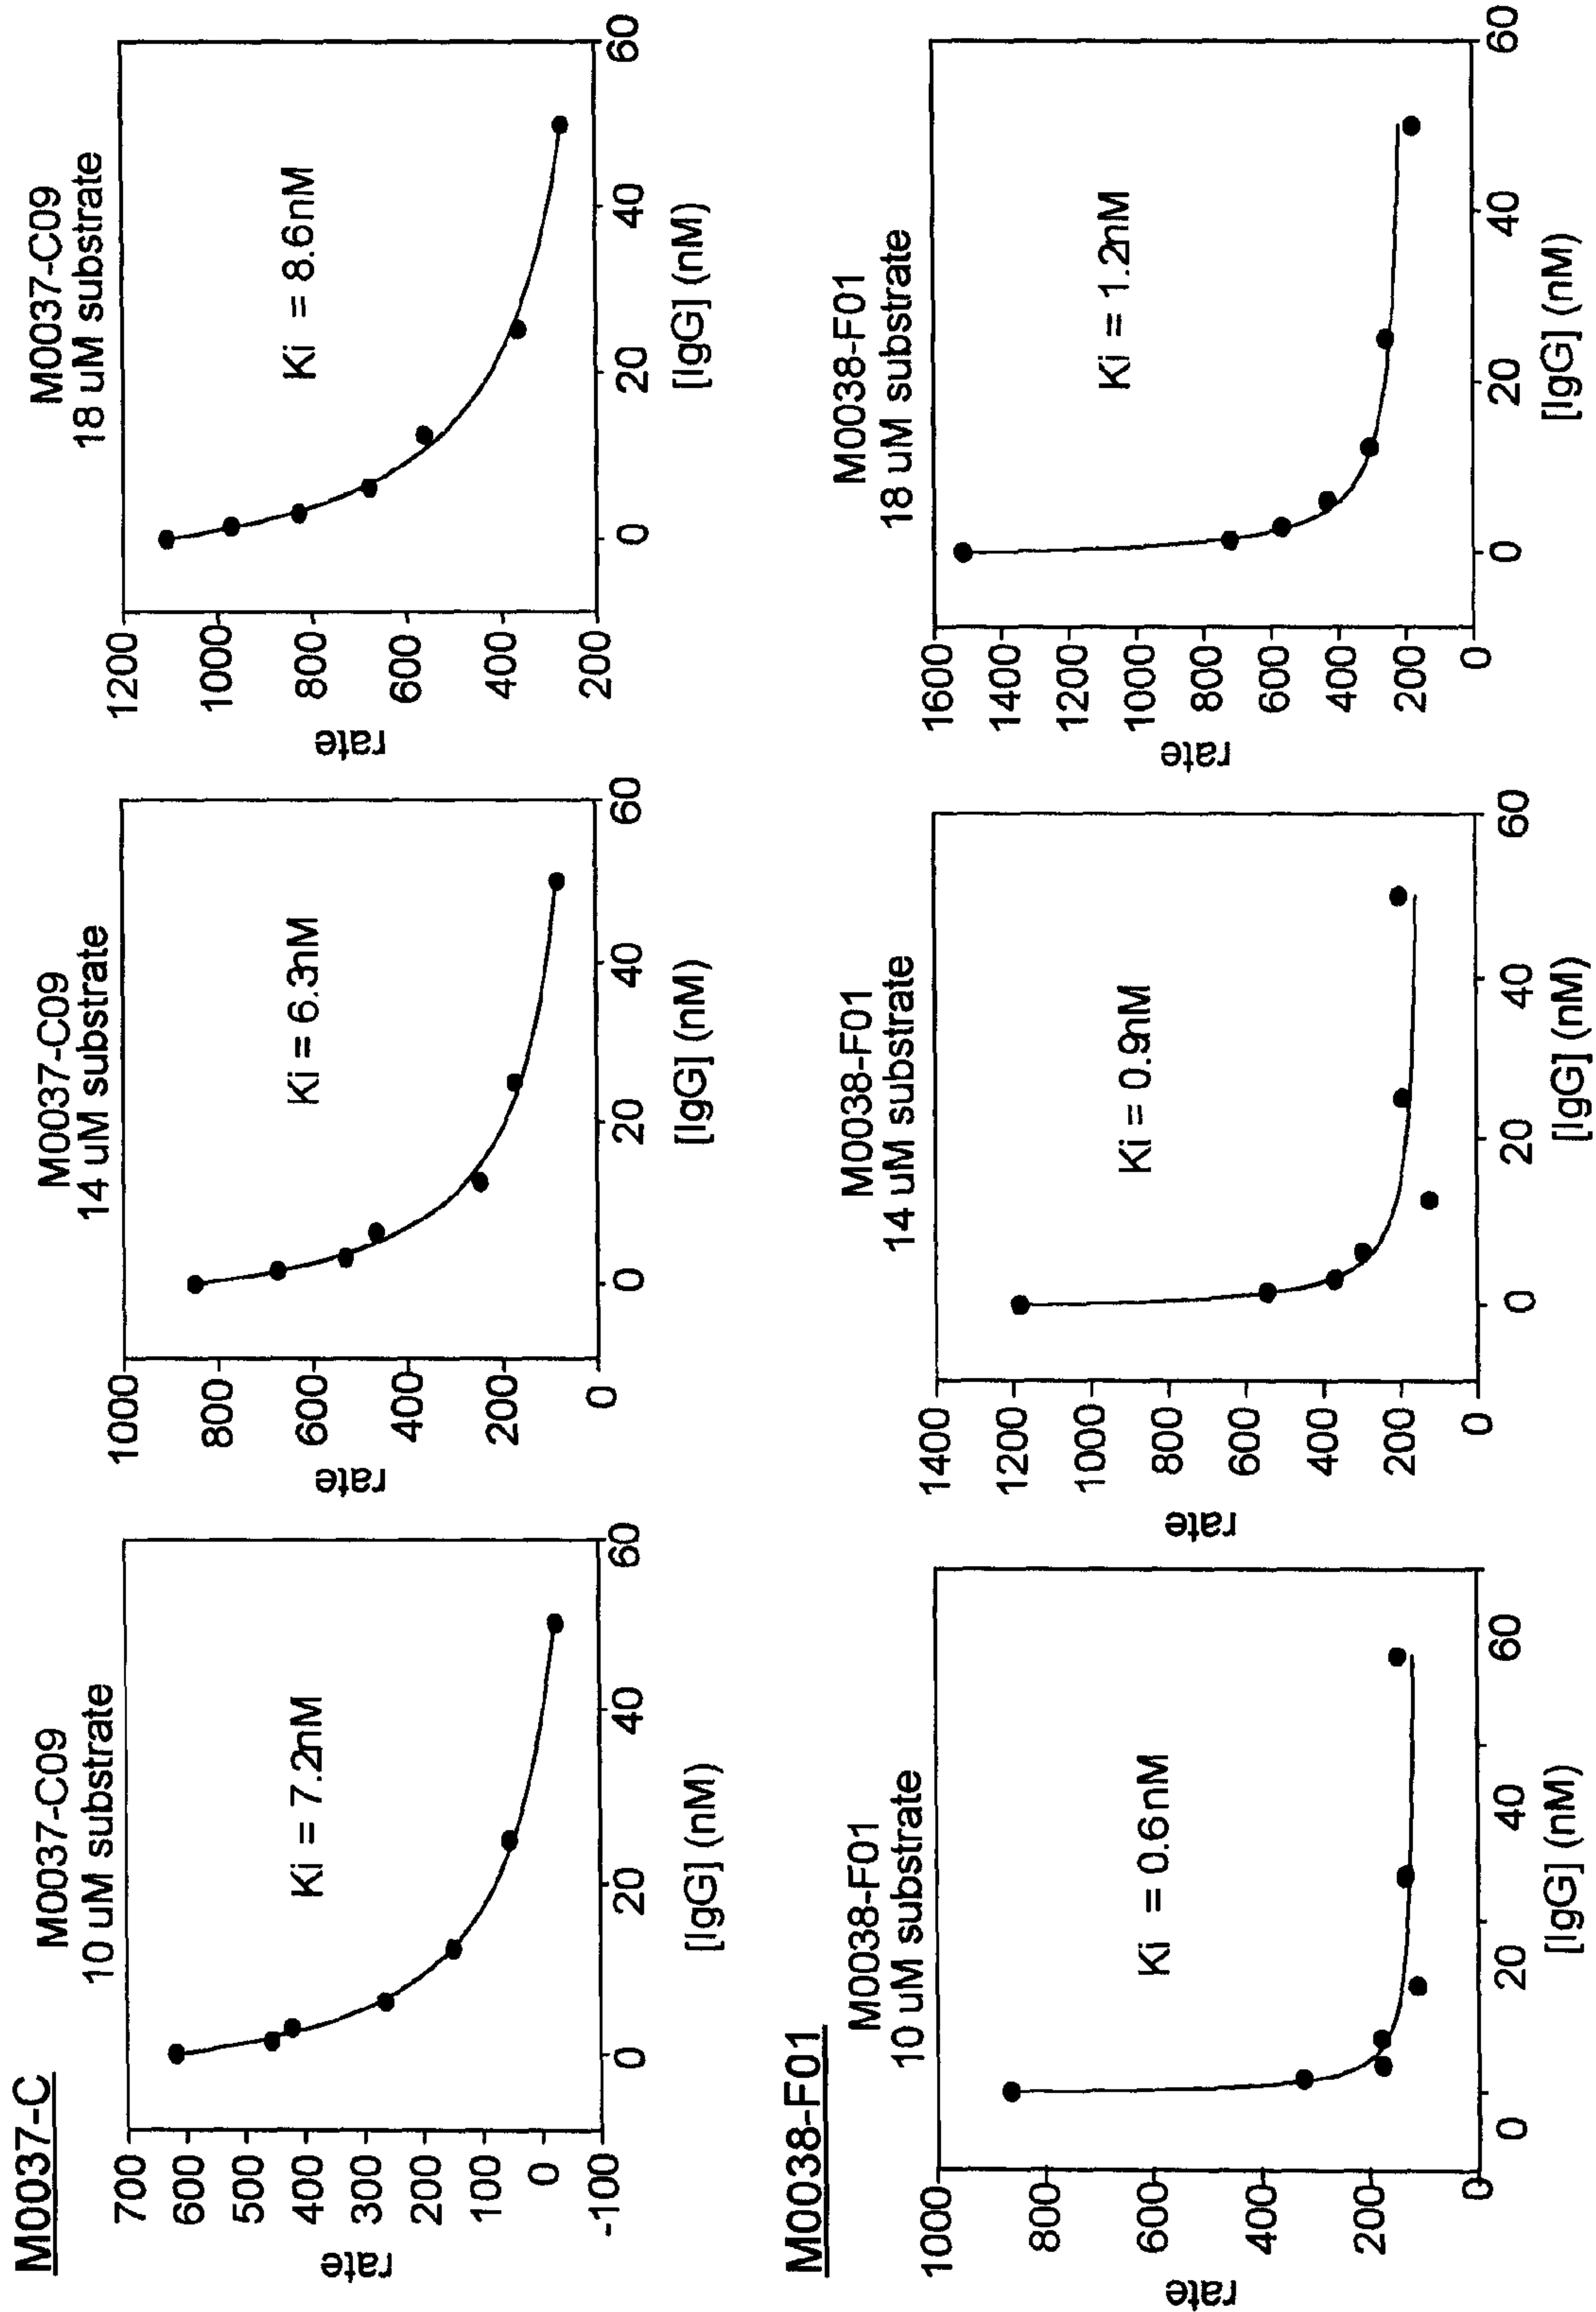 M0037-C
M0037-C09
10 uM substrate
700
600
500
400
300
200
100
0
-100
rate
Ki = 7.2nM
0
20
40
60
[IgG] (nM)
M0037-C09
14 uM substrate
1000
800
600
400
200
0
rate
Ki = 6.3nM
0
20
40
60
[IgG] (nM)
M0037-C09
18 uM substrate
1200
1000
800
600
400
200
rate
Ki = 8.6nM
0
20
40
60
[IgG] (nM)
M0038-F01
M0038-F01
10 uM substrate
1000
800
600
400
200
0
rate
Ki = 0.6nM
0
20
40
60
[IgG] (nM)
M0038-F01
14 uM substrate
1400
1200
1000
800
600
400
200
0
rate
Ki = 0.9nM
0
20
40
60
[IgG] (nM)
M0038-F01
18 uM substrate
1600
1400
1200
1000
800
600
400
200
0
rate
Ki = 1.2nM
0
20
40
60
[IgG] (nM)